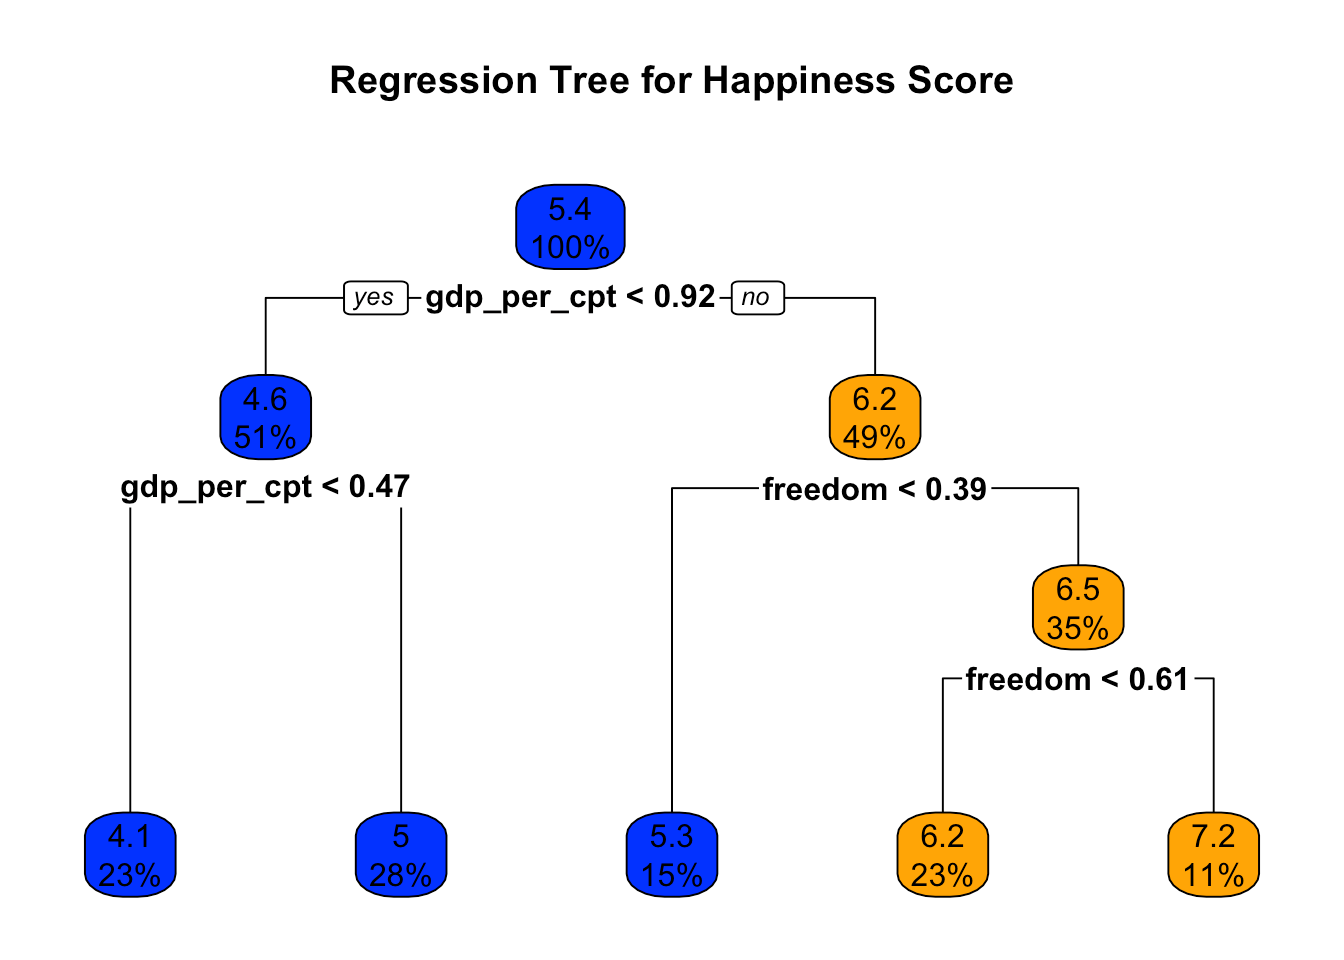 Regression Tree for Happiness Score
5.4
100%
yes
gdp_per_cpt < 0.92
no
4.6
51%
6.2
49%
gdp_per_cpt < 0.47
freedom < 0.39
6.5
35%
freedom < 0.61
4.1
23%
5
28%
5.3
15%
6.2
23%
7.2
11%